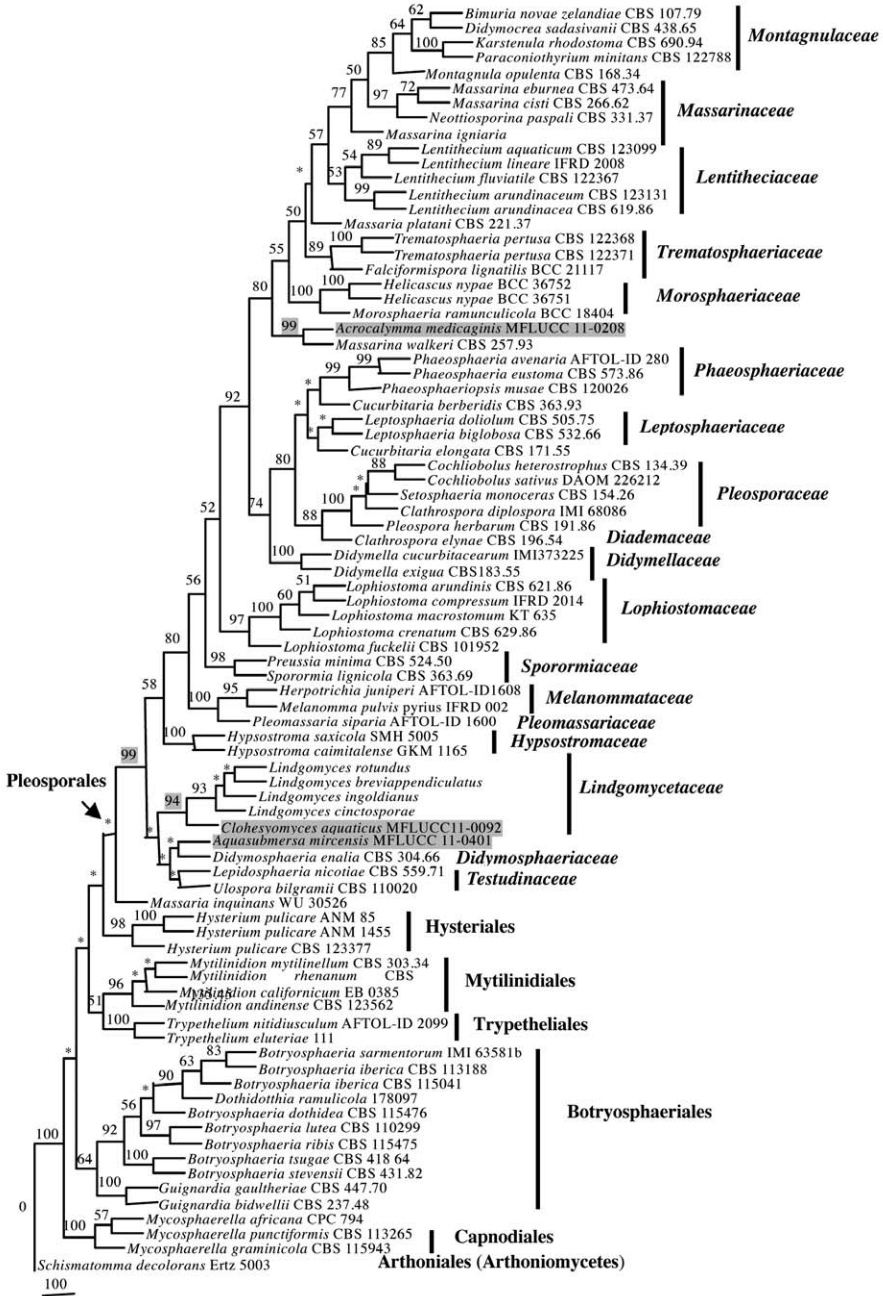 62
Bimuria novae zelandiae CBS 107.79
64
Didymocrea sadasivanii CBS 438.65
Montagnulaceae
100
Karstenula rhodostoma CBS 690.94
85
Paraconiothyrium minitans CBS 122788
50
Montagnula opulenta CBS 168.34
72
Massarina eburnea CBS 473.64
97
Massarina cisti CBS 266.62
Massarinaceae
77
Neottiosporina paspali CBS 331.37
Massarina igniaria
57
89
Lentithecium aquaticum CBS 123099
54
Lentithecium lineare IFRD 2008
*
53
Lentithecium fluviatile CBS 122367
Lentitheciaceae
99
Lentithecium arundinaceum CBS 123131
Lentithecium arundinacea CBS 619.86
50
Massaria platani CBS 221.37
100
Trematosphaeria pertusa CBS 122368
89
Trematosphaeria pertusa CBS 122371
Trematosphaeriaceae
55
Falciformispora lignatilis BCC 21117
100
Helicascus nypae BCC 36752
100
Helicascus nypae BCC 36751
Morosphaeriaceae
80
Morosphaeria ramunculicola BCC 18404
99
Acrocalymma medicaginis MFLUCC 11-0208
Massarina walkeri CBS 257.93
99
Phaeosphaeria avenaria AFTOL-ID 280
99
Phaeosphaeria eustoma CBS 573.86
Phaeosphaeriaceae
*
Phaeosphaeriopsis musae CBS 120026
92
*
Cucurbitaria berberidis CBS 363.93
*
Leptosphaeria doliolum CBS 505.75
*
Leptosphaeria biglobosa CBS 532.66
Leptosphaeriaceae
Cucurbitaria elongata CBS 171.55
80
88
Cochliobolus heterostrophus CBS 134.39
*
Cochliobolus sativus DAOM 226212
*
Setosphaeria monoceras CBS 154.26
Pleosporaceae
74
100
Clathrospora diplospora IMI 68086
52
88
Pleospora herbarum CBS 191.86
Clathrospora elynae CBS 196.54
Diademaceae
100
Didymella cucurbitacearum IMI373225
Didymellaceae
Didymella exigua CBS183.55
56
51
Lophiostoma arundinis CBS 621.86
60
Lophiostoma compressum IFRD 2014
100
Lophiostoma macrostomum KT 635
Lophiostomaceae
97
Lophiostoma crenatum CBS 629.86
Lophiostoma fuckelii CBS 101952
80
98
Preussia minima CBS 524.50
Sporormiaceae
Sporormia lignicola CBS 363.69
58
95
Herpotrichia juniperi AFTOL-ID1608
100
Melanomma pulvis pyrius IFRD 002
Melanommataceae
Pleomassaria siparia AFTOL-ID 1600
Pleomassariaceae
100
Hypsostroma saxicola SMH 5005
Hypsostromaceae
99
Hypsostroma caimitalense GKM 1165
*
Lindgomyces rotundus
Pleosporales
*
Lindgomyces breviappendiculatus
93
Lindgomyces ingoldianus
Lindgomycetaceae
94
Lindgomyces cinctosporae
*
Clohesyomyces aquaticus MFLUCC11-0092
*
*
Aquasubmersa mircensis MFLUCC 11-0401
*
Didymosphaeria enalia CBS 304.66
Didymosphaeriaceae
*
Lepidosphaeria nicotiae CBS 559.71
*
Testudinaceae
Ulospora bilgramii CBS 110020
Massaria inquinans WU 30526
100
Hysterium pulicare ANM 85
98
Hysterium pulicare ANM 1455
Hysteriales
*
Hysterium pulicare CBS 123377
*
Mytilinidion mytilinellum CBS 303.34
*
Mytilinidion rhenanum CBS
96
Mytilinidion californicum EB 0385
Mytilinidiales
51
Mytilinidion andinense CBS 123562
100
Trypethelium nitidiusculum AFTOL-ID 2099
Trypetheliales
Trypethelium eluteriae 111
*
83
Botryosphaeria sarmentorum IMI 63581b
63
Botryosphaeria iberica CBS 113188
90
Botryosphaeria iberica CBS 115041
*
Dothidotthia ramulicola 178097
56
Botryosphaeria dothidea CBS 115476
Botryosphaeriales
92
97
Botryosphaeria lutea CBS 110299
100
Botryosphaeria ribis CBS 115475
100
Botryosphaeria tsugae CBS 418 64
64
Botryosphaeria stevensii CBS 431.82
100
Guignardia gaultheriae CBS 447.70
0
Guignardia bidwellii CBS 237.48
57
Mycosphaerella africana CPC 794
100
Mycosphaerella punctiformis CBS 113265
Capnodiales
Mycosphaerella graminicola CBS 115943
Arthoniales (Arthoniomycetes)
Schismatomma decolorans Ertz 5003
100